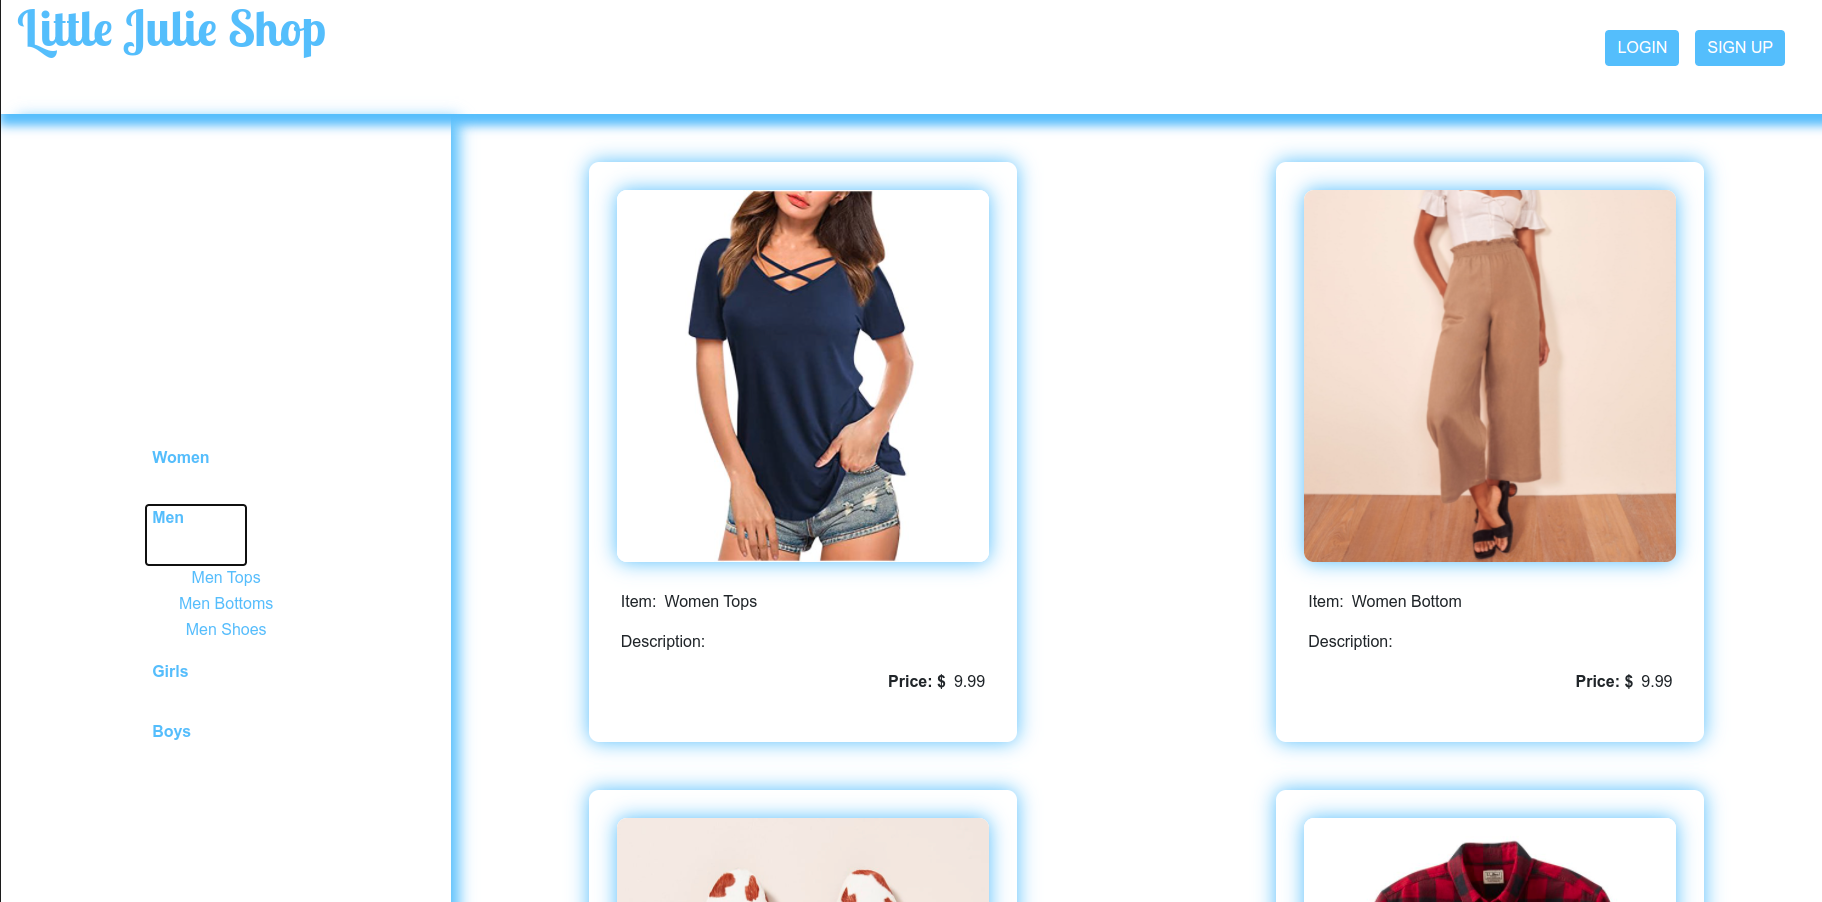 Little Julie Shop
LOGIN
SIGN UP
Women
Men
Men Tops
Men Bottoms
Men Shoes
Girls
Boys
Item: Women Tops
Description:
Price: $ 9.99
Item: Women Bottom
Description:
Price: $ 9.99